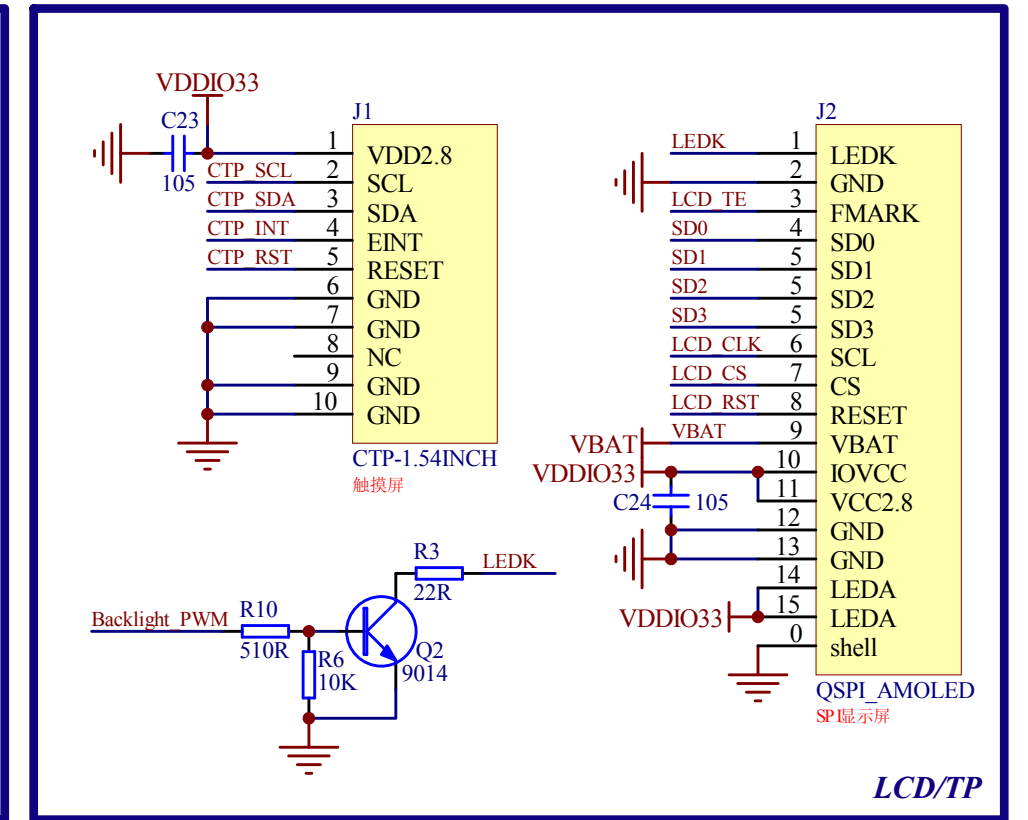 VDDIO33
C23
105
J1
1 VDD2.8
CTP_SCL 2 SCL
CTP_SDA 3 SDA
CTP_INT 4 EINT
CTP_RST 5 RESET
6 GND
7 GND
8 NC
9 GND
10 GND
CTP-1.54INCH
触摸屏
J2
LEDK 1 LEDK
2 GND
LCD_TE 3 FMARK
SD0 4 SD0
SD1 5 SD1
SD2 5 SD2
SD3 5 SD3
LCD_CLK 6 SCL
LCD_CS 7 CS
LCD_RST 8 RESET
VBAT VBAT 9 VBAT
VDDIO33 10 IOVCC
11 VCC2.8
C24 105
12 GND
13 GND
14 LEDA
VDDIO33 15 LEDA
0 shell
QSPI_AMOLED
SPI显示屏
R3
22R
LEDK
Backlight_PWM
R10
510R
R6
10K
Q2
9014
LCD/TP